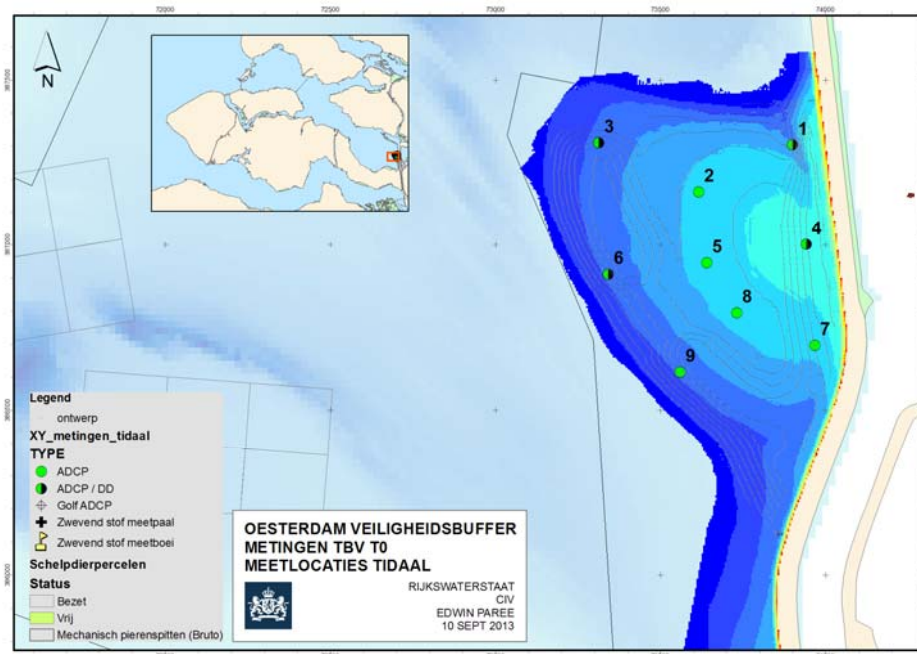 72000
72500
73000
73500
74000
N
3
1
2
4
5
6
8
7
9
Legend
ontwerp
XY_metingen_tidaal
TYPE
ADCP
ADCP / DD
Golf ADCP
Zwevend stof meetpaal
Zwevend stof meetboei
Schelpdierpercelen
Status
Bezet
Vrij
Mechanisch pierenspitten (Bruto)
OESTERDAM VEILIGHEIDSBUFFER
METINGEN TBV T0
MEETLOCATIES TIDAAL
RIJKSWATERSTAAT
CIV
EDWIN PAREE
10 SEPT 2013